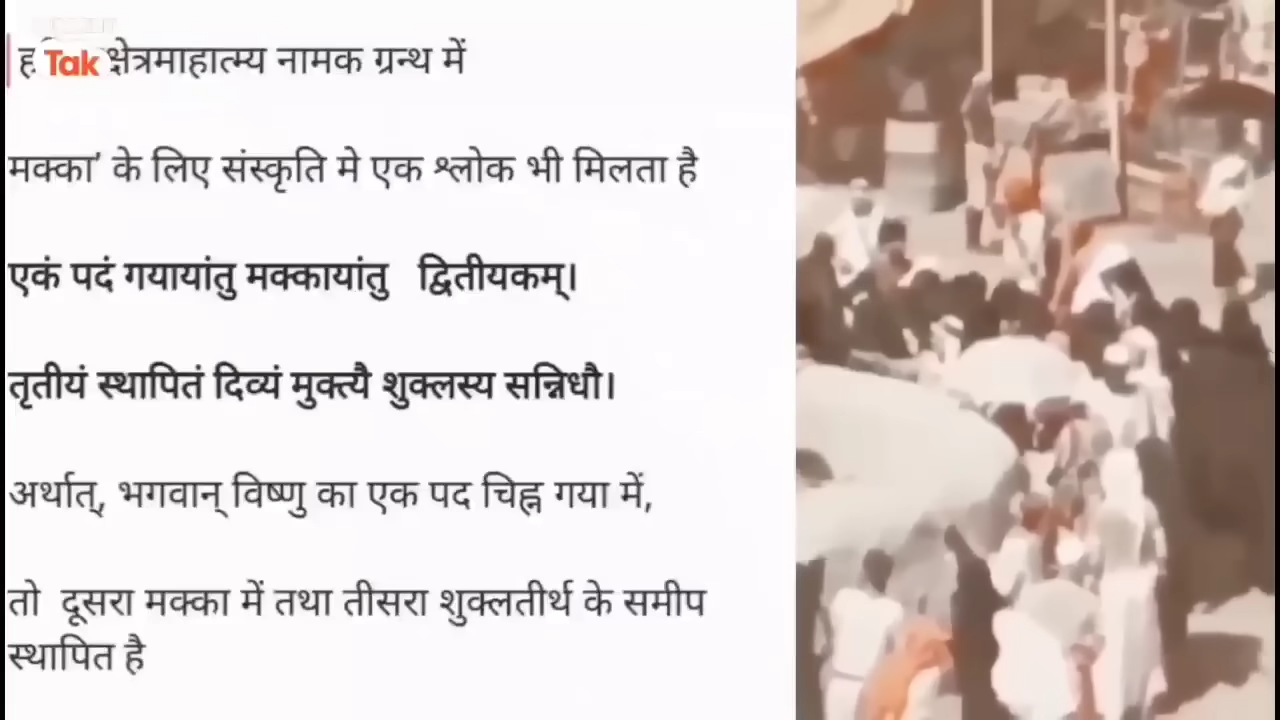 Tak
क्षेत्रमाहात्म्य नामक ग्रन्थ में
मक्का’ के लिए संस्कृति मे एक श्लोक भी मिलता है
एकं पदं गयायांतु मक्कायांतु द्वितीयकम्।
तृतीयं स्थापितं दिव्यं मुक्त्यै शुक्लस्य सन्निधौ।
अर्थात्, भगवान् विष्णु का एक पद चिह्न गया में,
तो दूसरा मक्का में तथा तीसरा शुक्लतीर्थ के समीप
स्थापित है